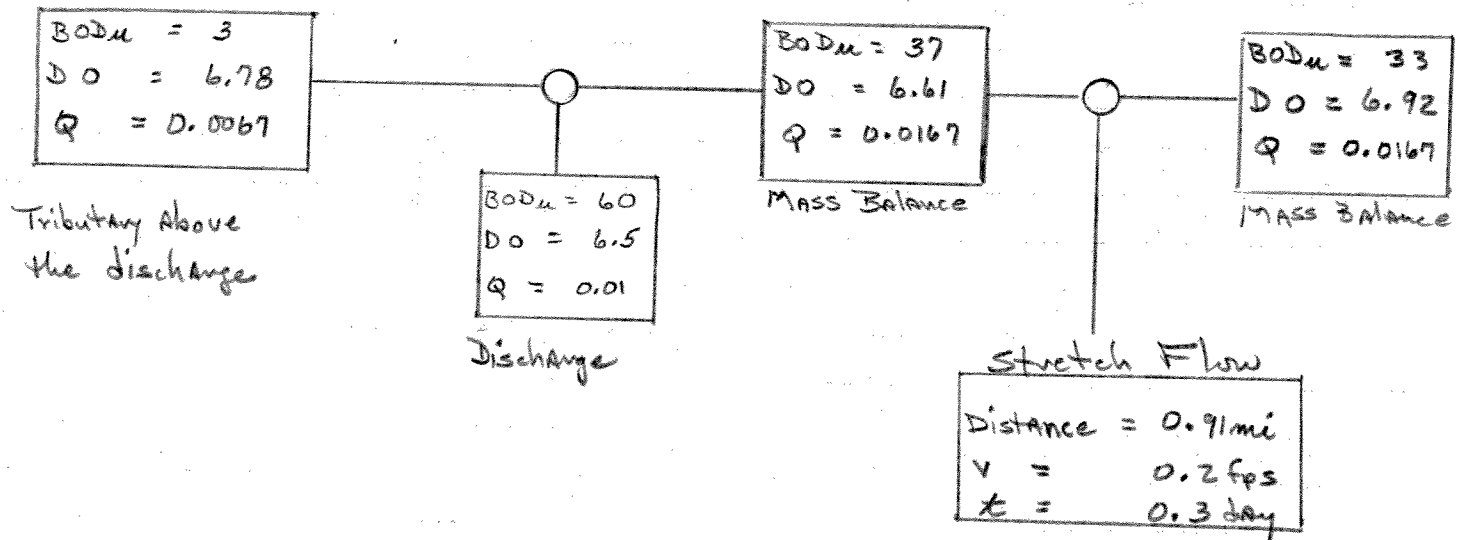 BODu = 3
DO = 6.78
Q = 0.0067
Tributary Above
the discharge
BODu = 60
DO = 6.5
Q = 0.01
Discharge
BODu = 37
DO = 6.61
Q = 0.0167
Mass Balance
Stretch Flow
Distance = 0.91mi
v = 0.2 fps
t = 0.3 day
BODu = 33
DO = 6.92
Q = 0.0167
Mass Balance